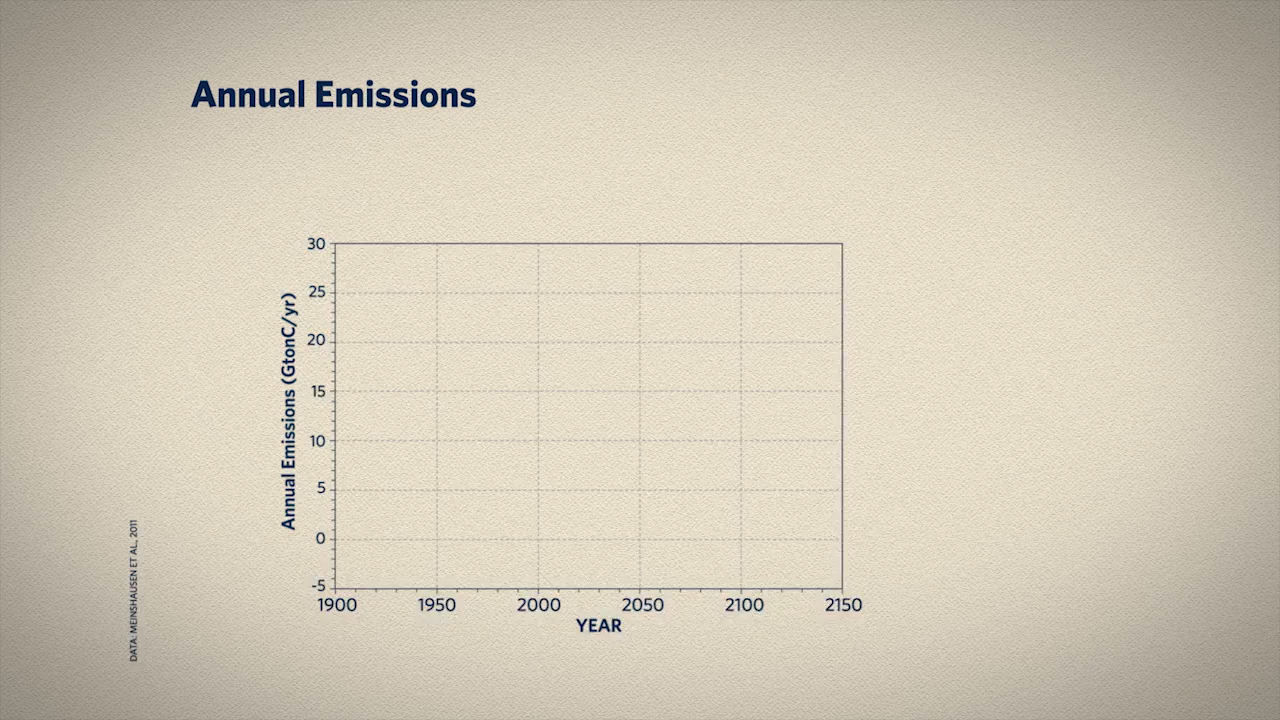 Annual Emissions
30
25
20
15
10
5
0
-5
Annual Emissions (GtonC/yr)
1900 1950 2000 2050 2100 2150
YEAR
DATA: MEINSHAUSEN ET AL., 2011